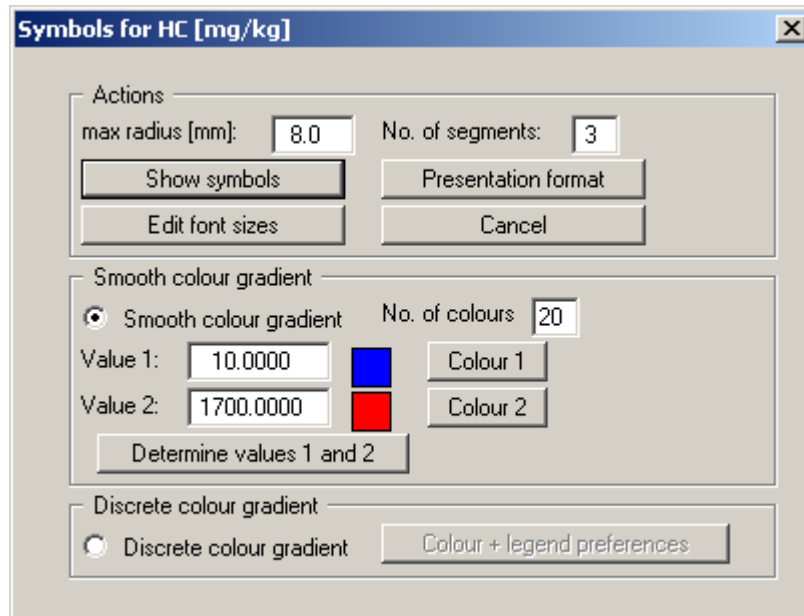 Symbols for HC [mg/kg]
Actions
max radius [mm]: 8.0 No. of segments: 3
Show symbols Presentation format
Edit font sizes Cancel
Smooth colour gradient
Smooth colour gradient No. of colours 20
Value 1: 10.0000 Colour 1
Value 2: 1700.0000 Colour 2
Determine values 1 and 2
Discrete colour gradient
Discrete colour gradient Colour + legend preferences